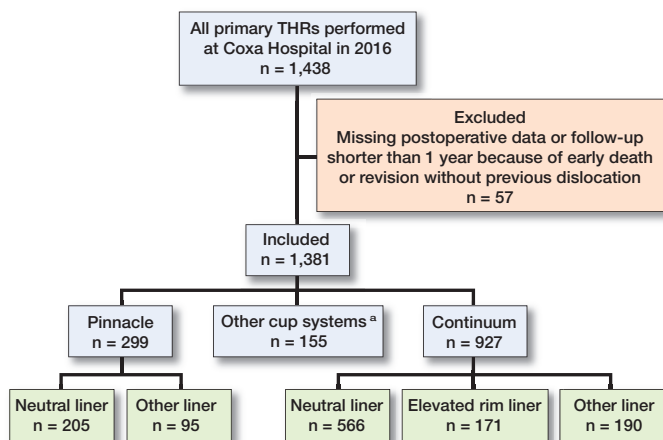 All primary THRs performed
at Coxa Hospital in 2016
n = 1,438
Excluded
Missing postoperative data or follow-up
shorter than 1 year because of early death
or revision without previous dislocation
n = 57
Included
n = 1,381
Pinnacle
n = 299
Other cup systems a
n = 155
Continuum
n = 927
Neutral liner
n = 205
Other liner
n = 95
Neutral liner
n = 566
Elevated rim liner
n = 171
Other liner
n = 190